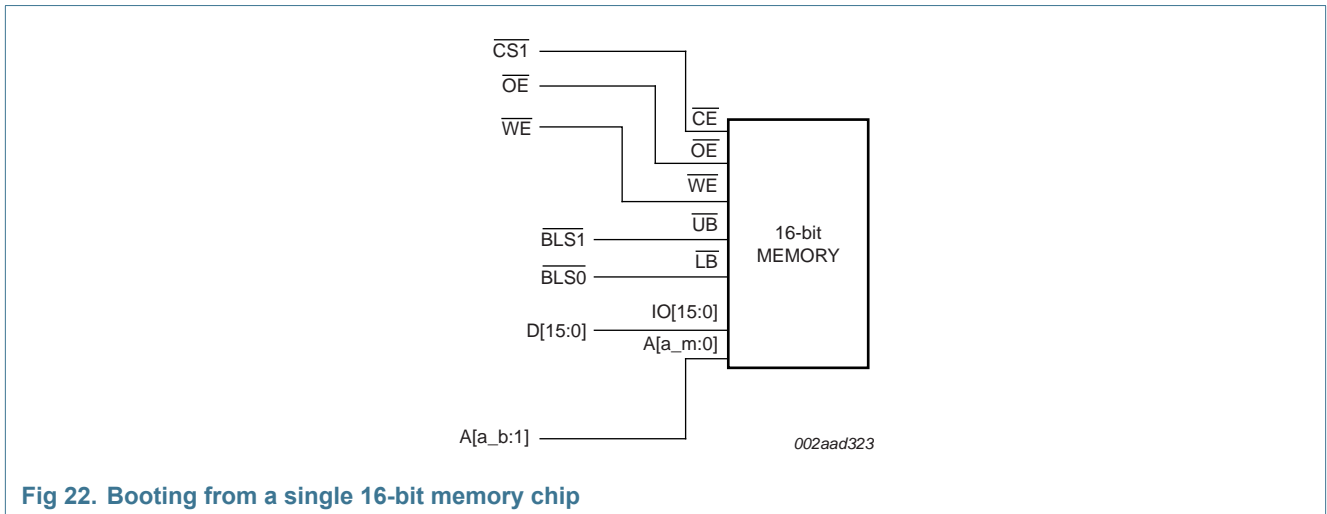 CS1
OE
WE
CE
OE
WE
UB
BLS1
LB
BLS0
16-bit
MEMORY
IO[15:0]
D[15:0]
A[a_m:0]
A[a_b:1]
002aad323
Fig 22. Booting from a single 16-bit memory chip